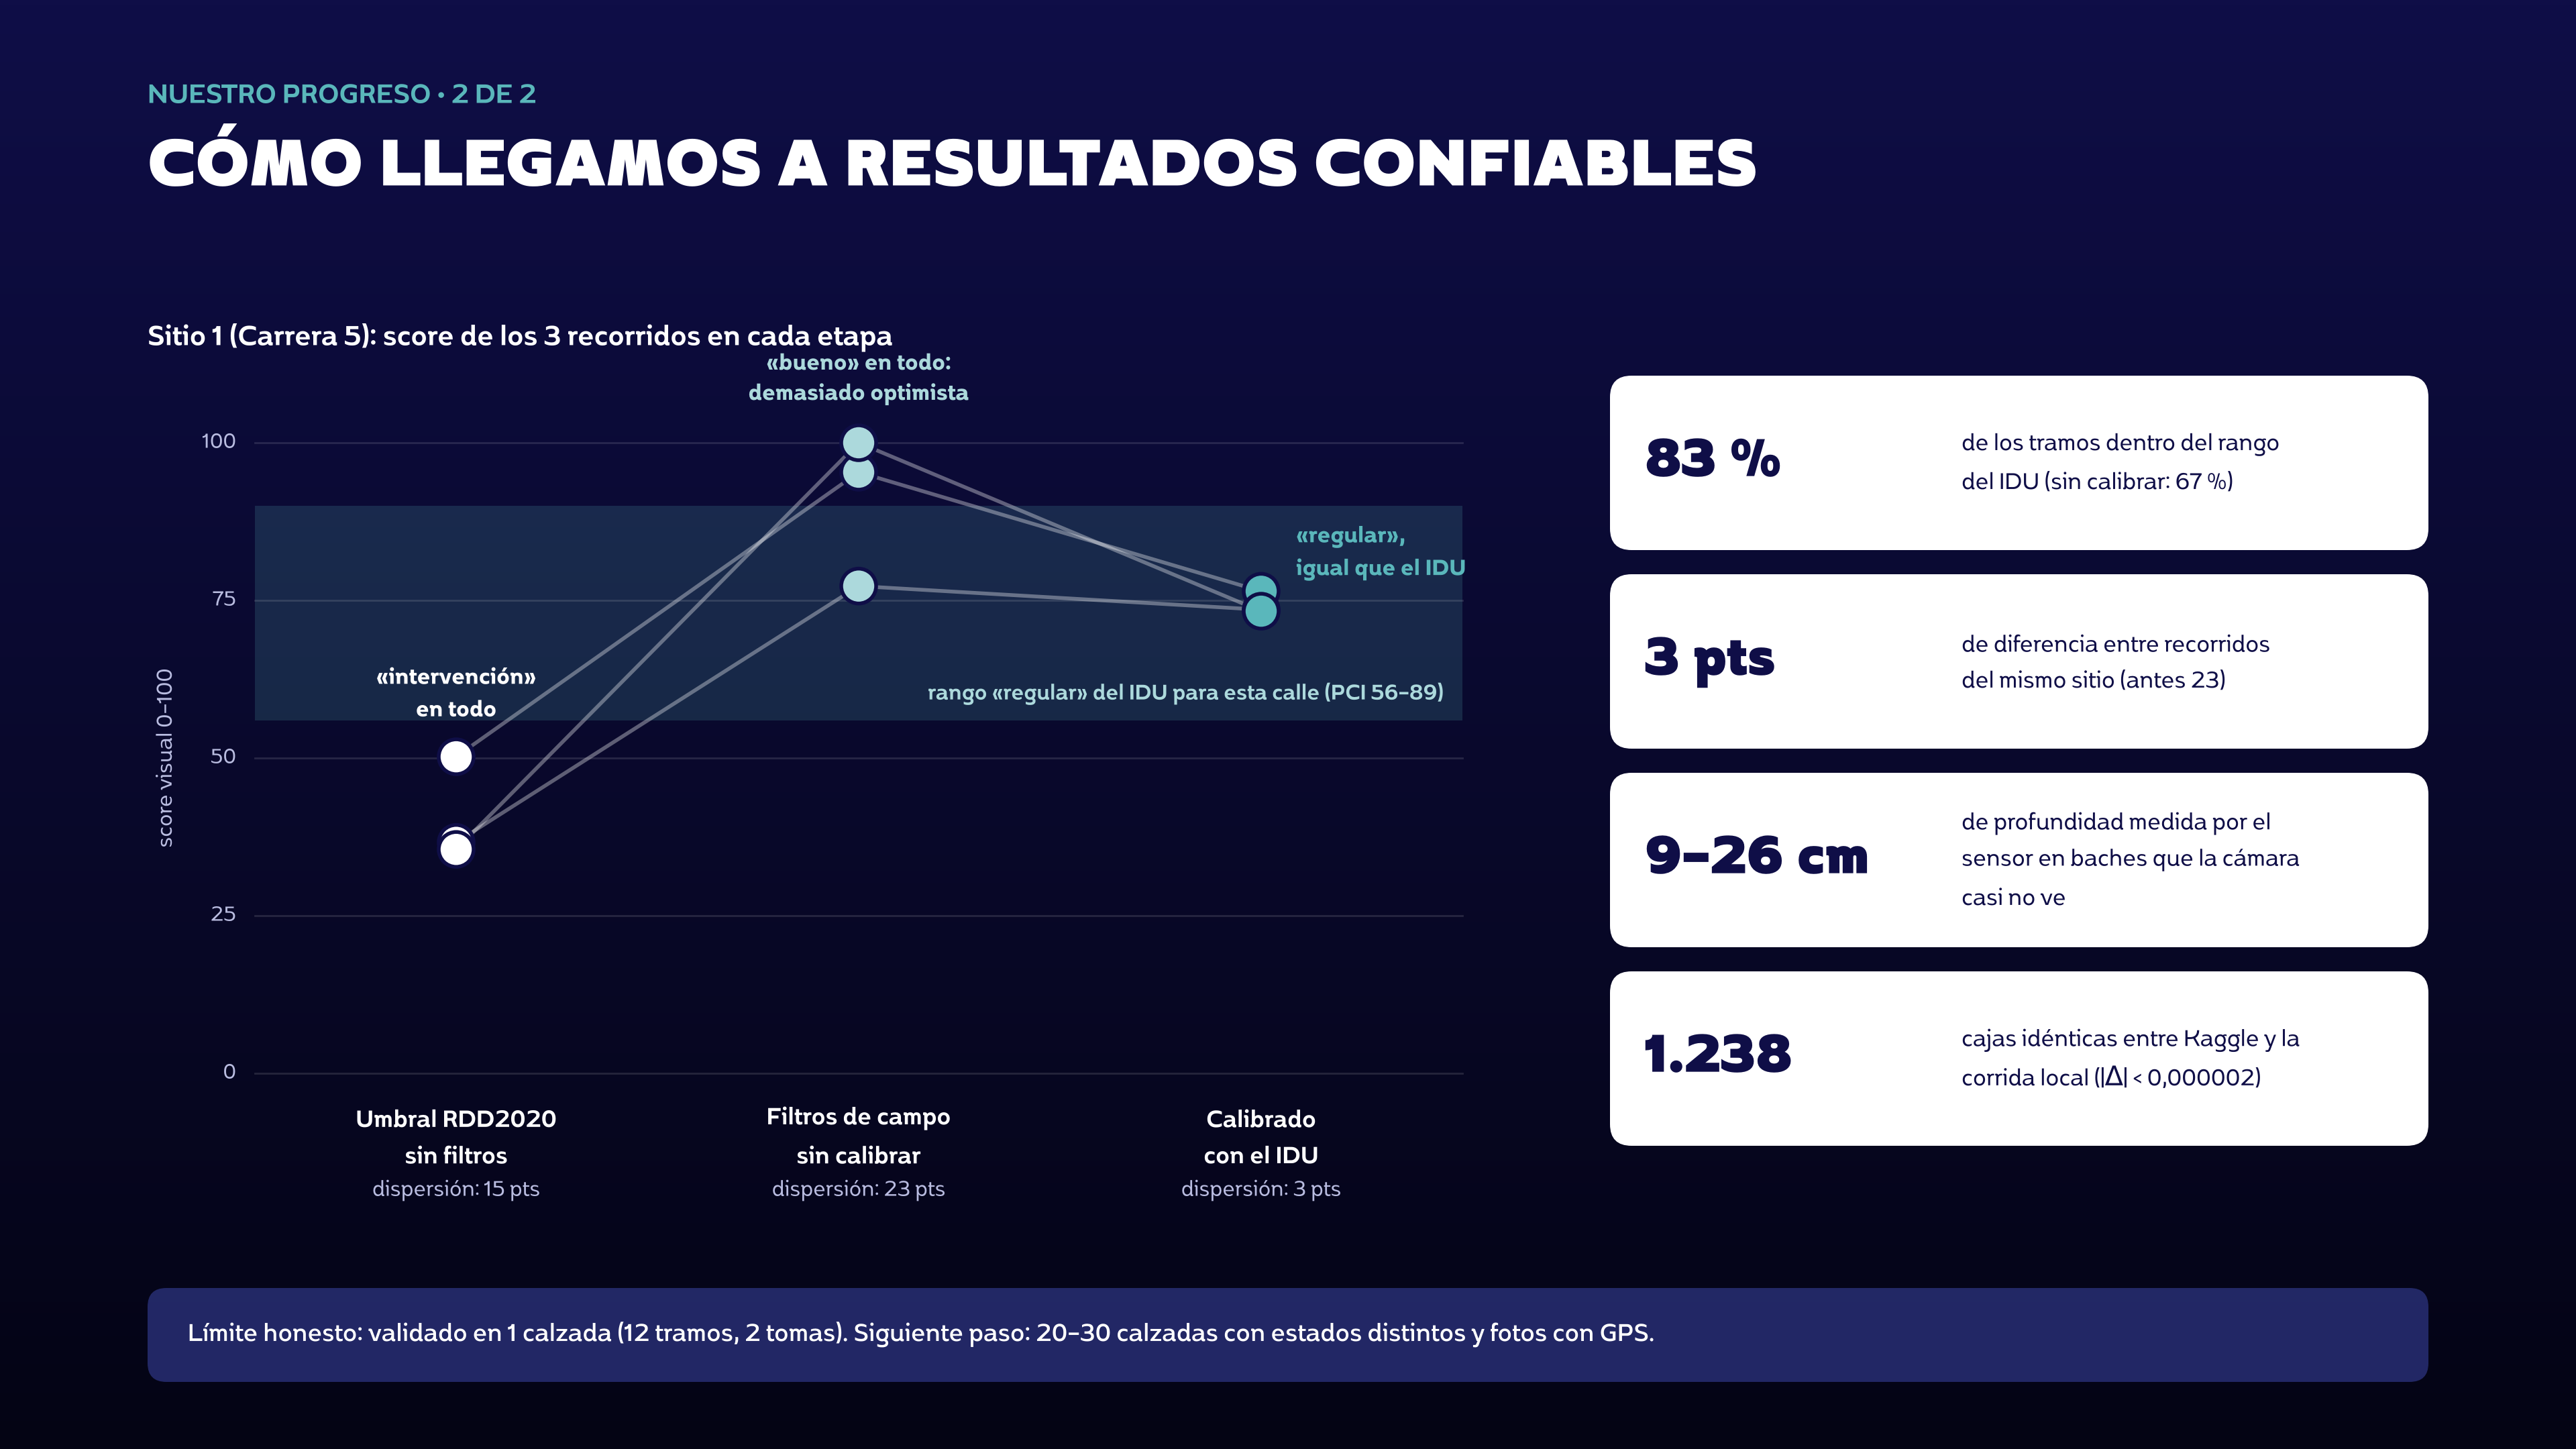 NUESTRO PROGRESO • 2 DE 2
CÓMO LLEGAMOS A RESULTADOS CONFIABLES
Sitio 1 (Carrera 5): score de los 3 recorridos en cada etapa
«bueno» en todo:
demasiado optimista
100
75
50
25
0
score visual 0–100
«intervención»
en todo
«regular»,
igual que el IDU
rango «regular» del IDU para esta calle (PCI 56–89)
Umbral RDD2020
sin filtros
dispersión: 15 pts
Filtros de campo
sin calibrar
dispersión: 23 pts
Calibrado
con el IDU
dispersión: 3 pts
83 %
de los tramos dentro del rango
del IDU (sin calibrar: 67 %)
3 pts
de diferencia entre recorridos
del mismo sitio (antes 23)
9–26 cm
de profundidad medida por el
sensor en baches que la cámara
casi no ve
1.238
cajas idénticas entre Kaggle y la
corrida local (|Δ| < 0,000002)
Límite honesto: validado en 1 calzada (12 tramos, 2 tomas). Siguiente paso: 20–30 calzadas con estados distintos y fotos con GPS.